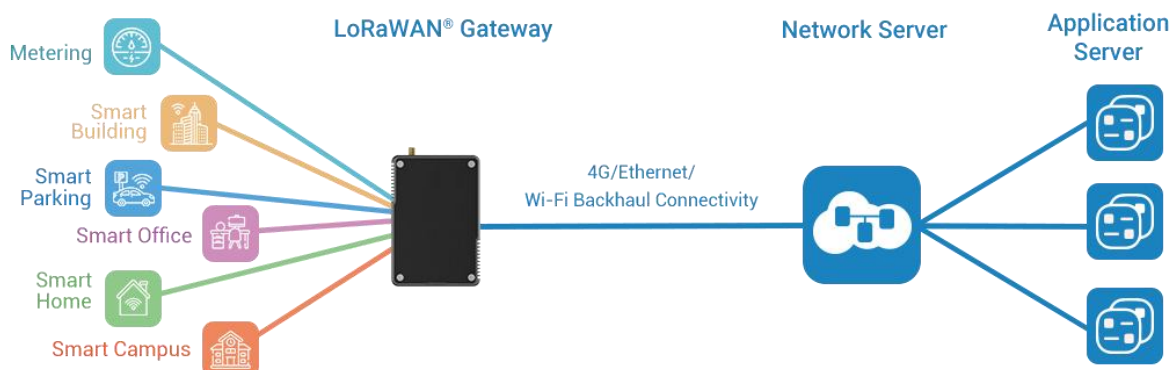 LoRaWAN® Gateway
Network Server
Application
Server
Metering
Smart
Building
Smart
Parking
Smart Office
Smart
Home
Smart Campus
4G/Ethernet/
Wi-Fi Backhaul Connectivity
P